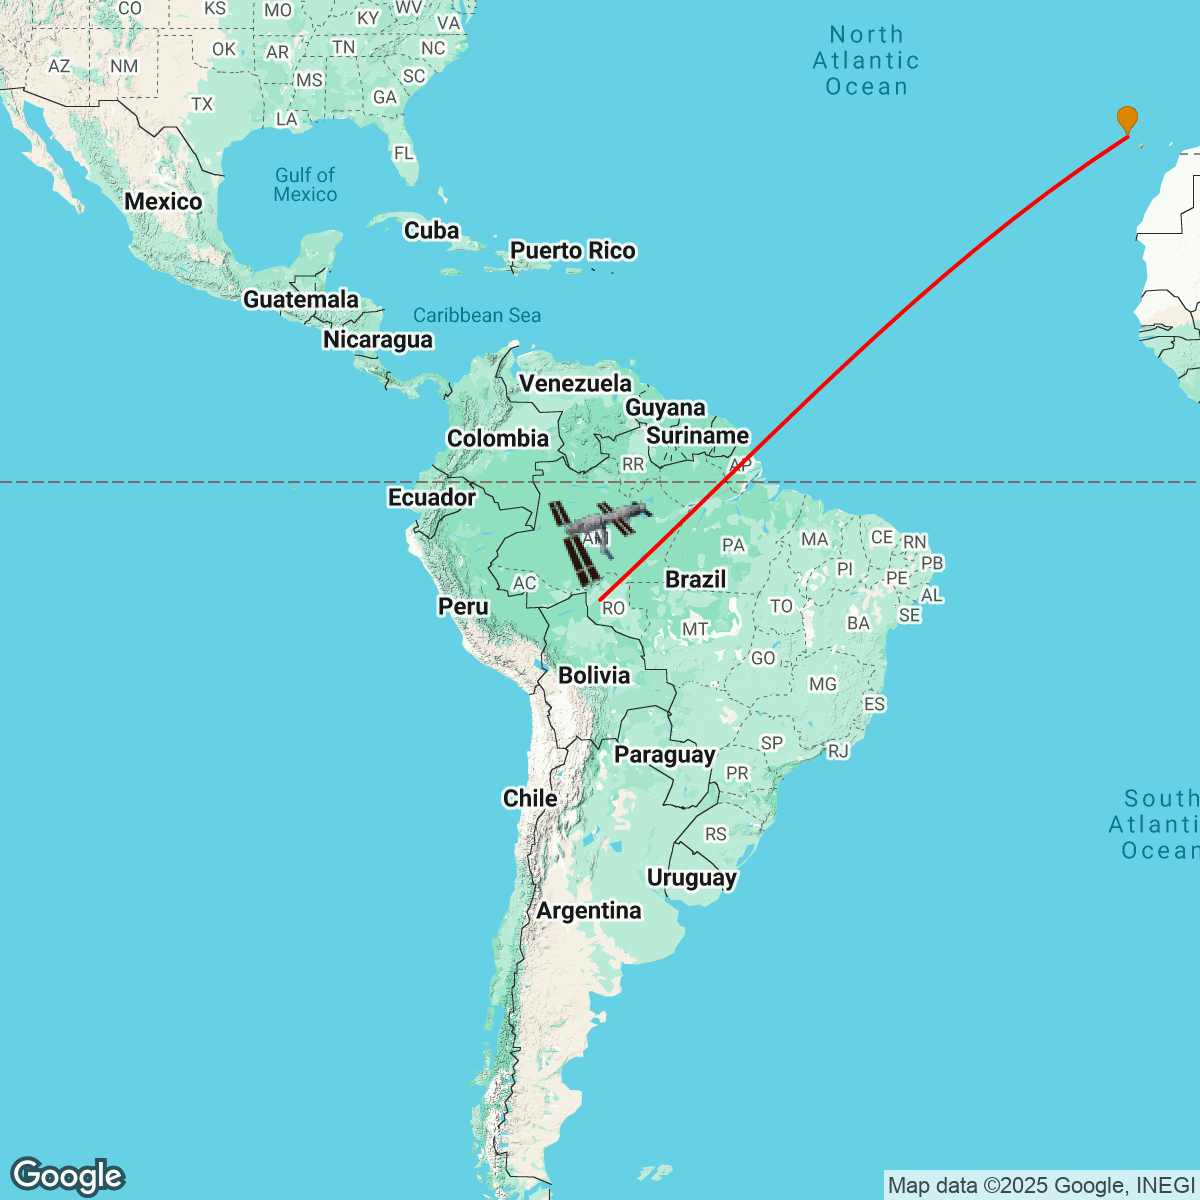 CO
KS
MO
KY
WV
VA
AZ
NM
OK
AR
TN
NC
MS
SC
TX
GA
LA
FL
North
Atlantic
Ocean
Gulf of
Mexico
Mexico
Cuba
Puerto Rico
Guatemala
Caribbean Sea
Nicaragua
Venezuela
Guyana
Colombia
Suriname
RR
AP
Ecuador
AM
PA
MA
CE
RN
PB
PI
PE
AL
AC
Brazil
TO
SE
Peru
RO
MT
BA
GO
Bolivia
MG
ES
SP
RJ
Paraguay
PR
Chile
South
Atlanti
Ocean
RS
Uruguay
Argentina
Google
Map data ©2025 Google, INEGI